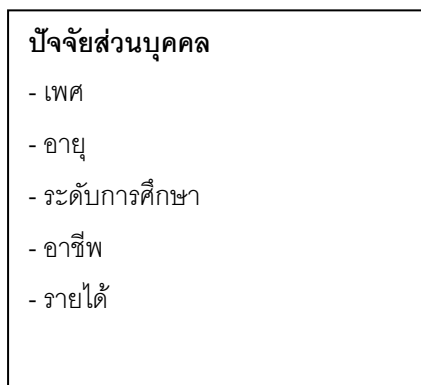 ปัจจัยส่วนบุคคล
- เพศ
- อายุ
- ระดับการศึกษา
- อาชีพ
- รายได้